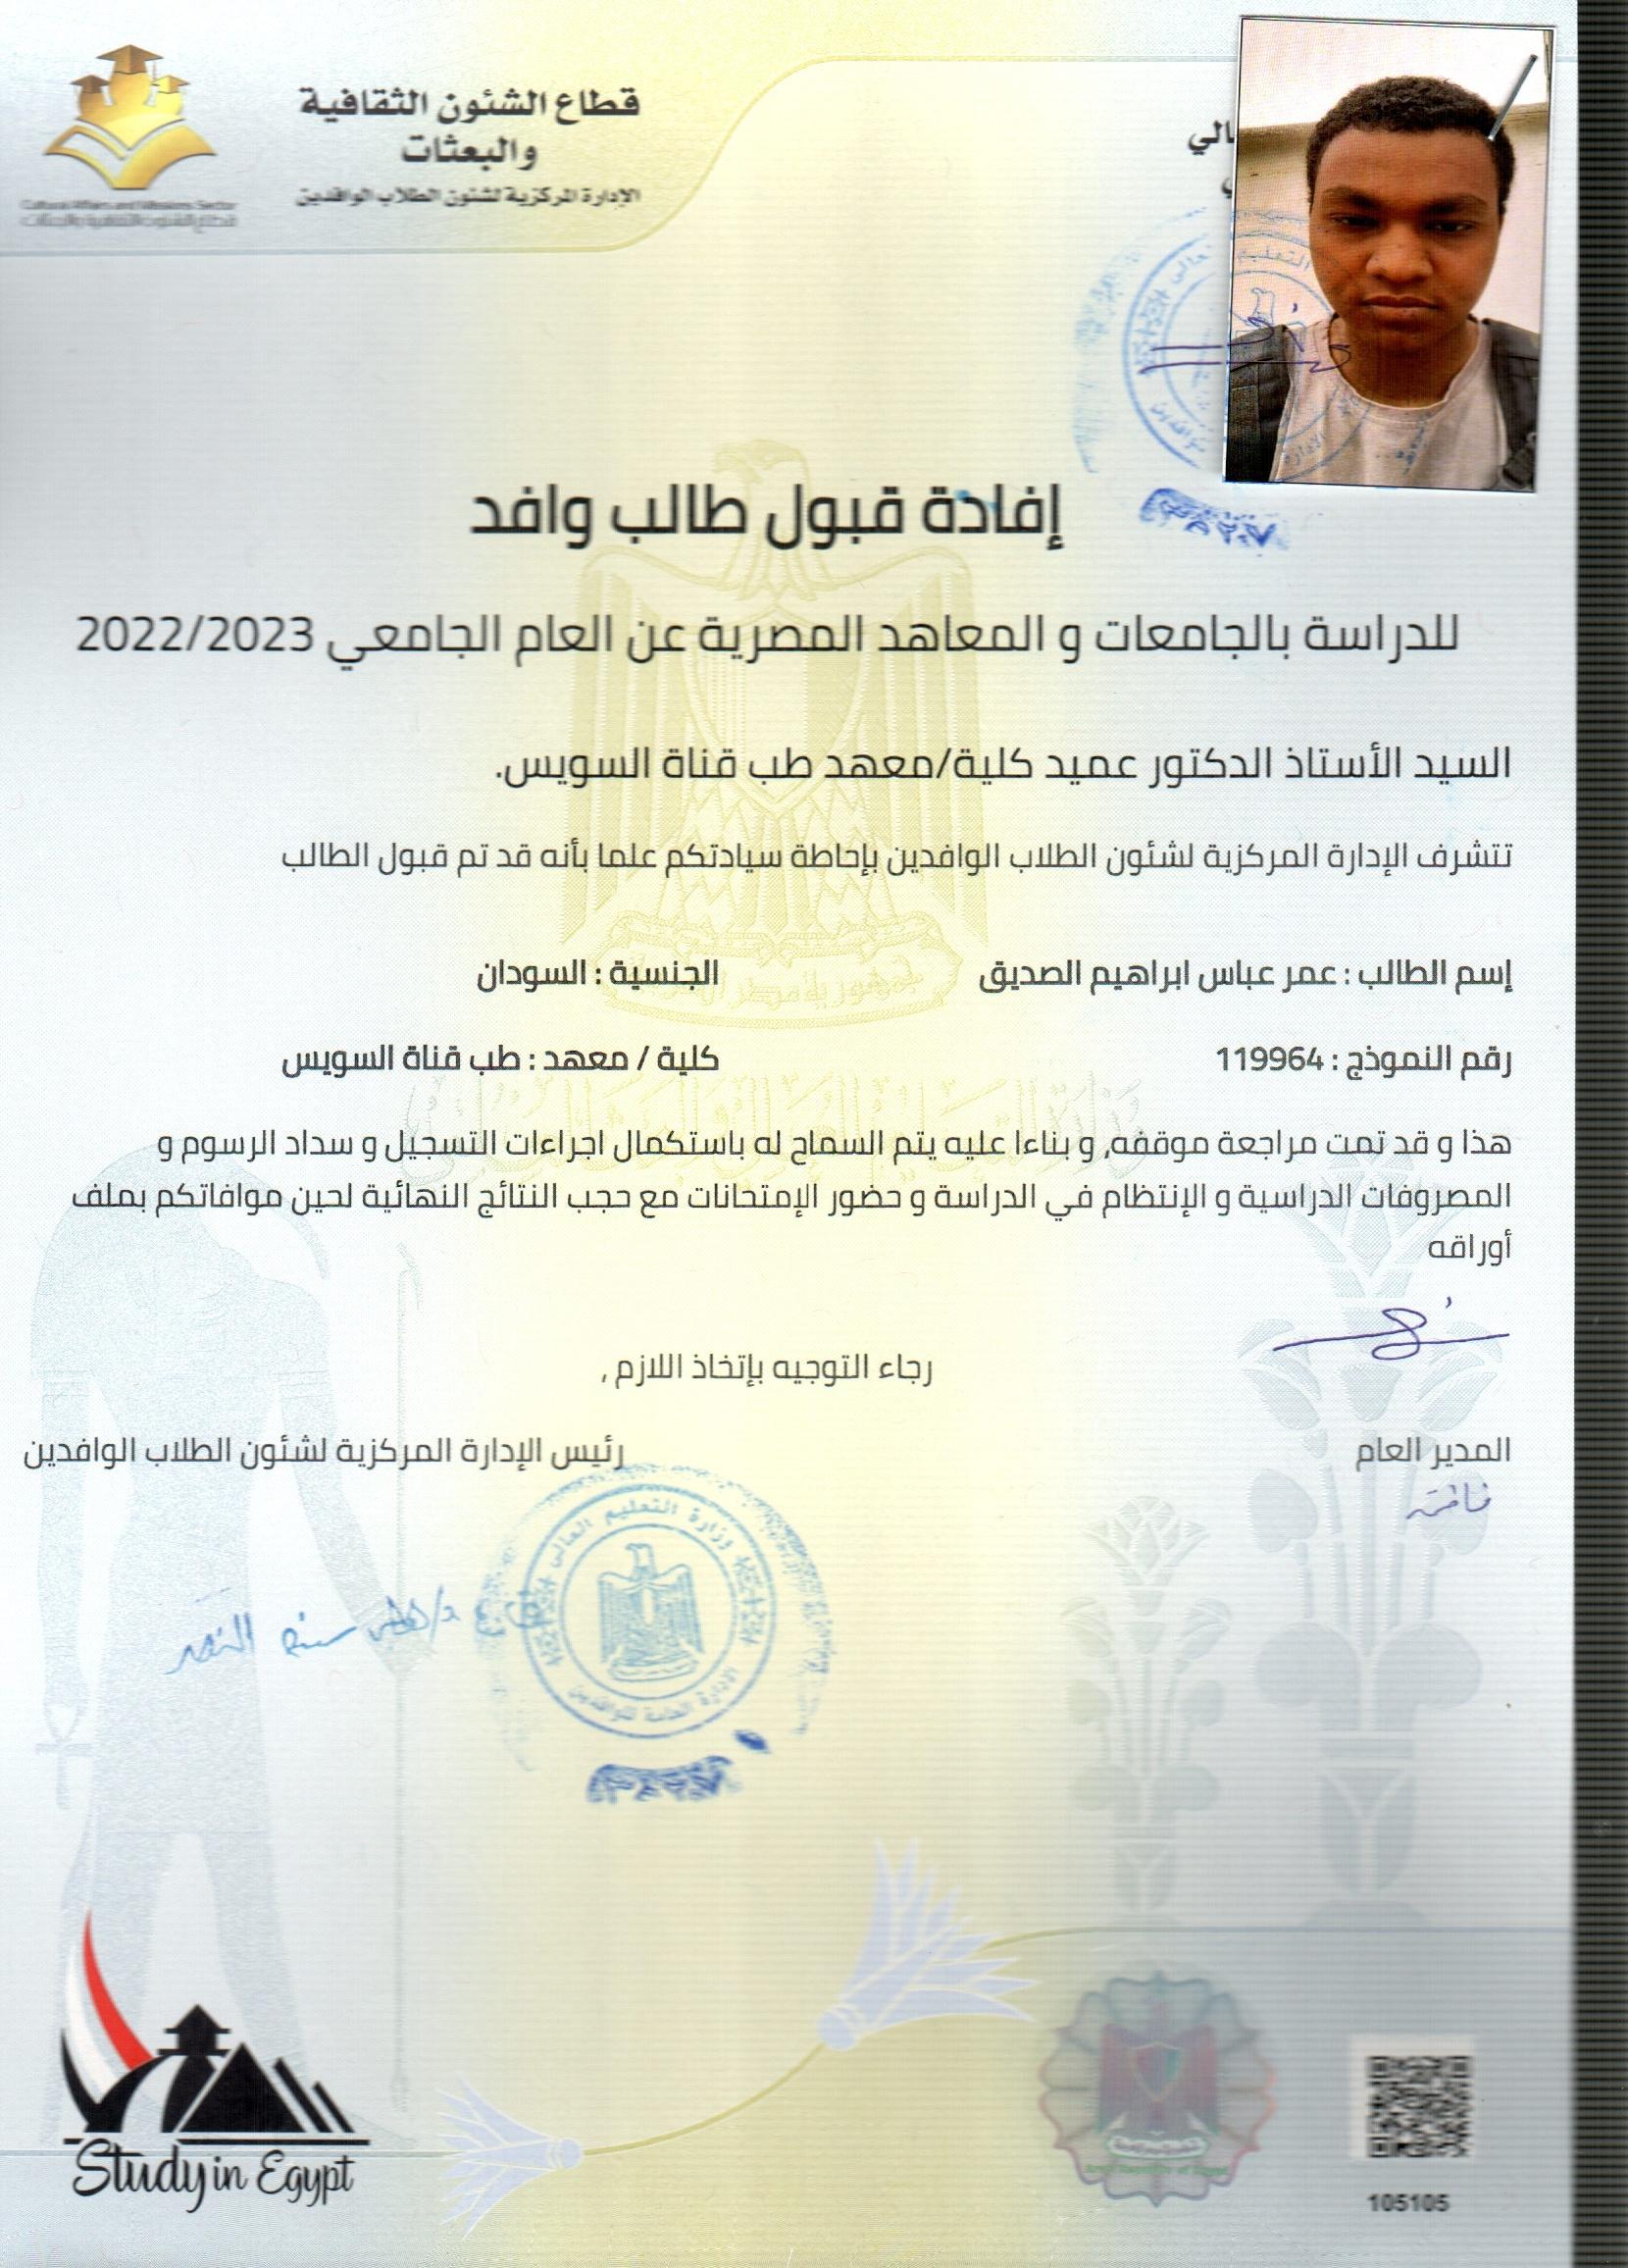 قطاع الشئون الثقافية
والبعثات
الإدارة المركزية لشئون الطلاب الوافدين
Cultural Affairs and Missions Sector
قطاع الشئون الثقافية والبعثات
إفادة قبول طالب وافد
للدراسة بالجامعات و المعاهد المصرية عن العام الجامعي 2022/2023
السيد الأستاذ الدكتور عميد كلية/معهد طب قناة السويس.
تتشرف الإدارة المركزية لشئون الطلاب الوافدين بإحاطة سيادتكم علما بأنه قد تم قبول الطالب
إسم الطالب : عمر عباس ابراهيم الصديق الجنسية : السودان
رقم النموذج : 119964 كلية / معهد : طب قناة السويس
هذا و قد تمت مراجعة موقفه, و بناءا عليه يتم السماح له باستكمال اجراءات التسجيل و سداد الرسوم و
المصروفات الدراسية و الإنتظام في الدراسة و حضور الإمتحانات مع حجب النتائج النهائية لحين موافاتكم بملف
أوراقه
رجاء التوجيه بإتخاذ اللازم ,
المدير العام رئيس الإدارة المركزية لشئون الطلاب الوافدين
وزارة التعليم العالى
الادارة العامة للوافدين
Study in Egypt
105105